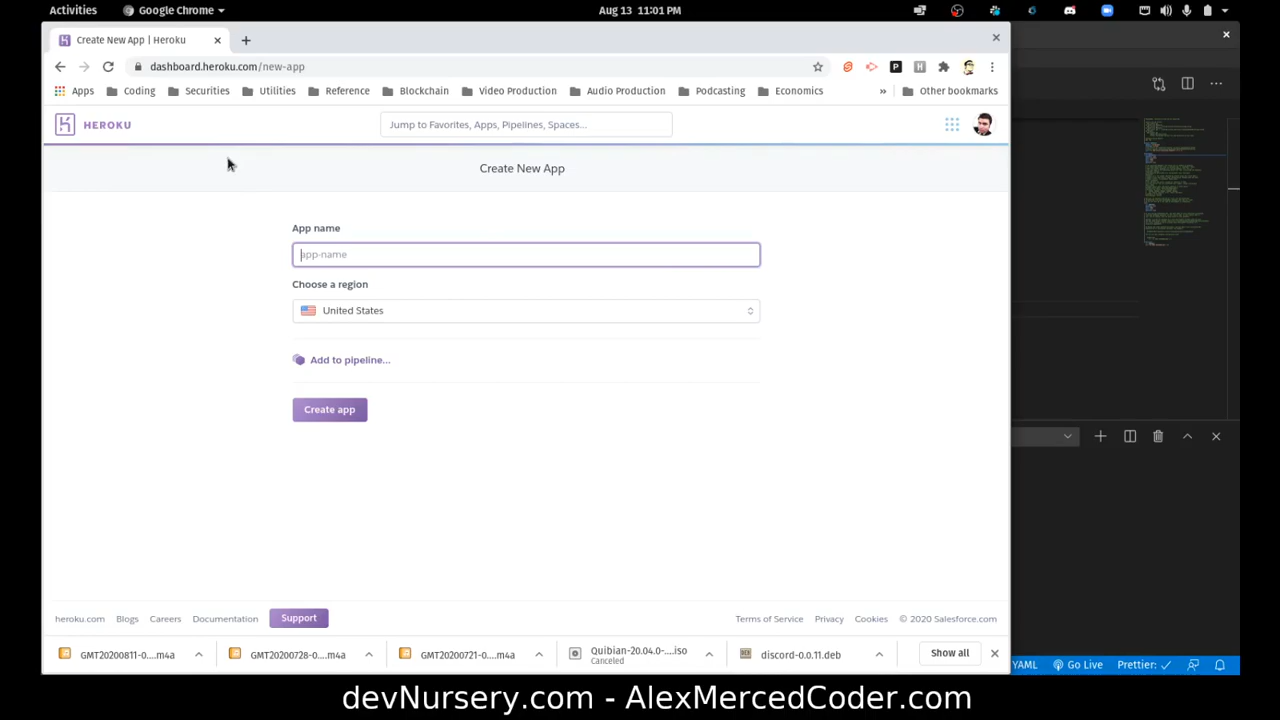 Activities Google Chrome Aug 13 11:01 PM
Create New App | Heroku
dashboard.heroku.com/new-app
Apps Coding Securities Utilities Reference Blockchain Video Production Audio Production Podcasting Economics » Other bookmarks
HEROKU Jump to Favorites, Apps, Pipelines, Spaces...
Create New App
App name
app-name
Choose a region
United States
Add to pipeline...
Create app
heroku.com Blogs Careers Documentation Support Terms of Service Privacy Cookies © 2020 Salesforce.com
GMT20200811-0....m4a GMT20200728-0....m4a GMT20200721-0....m4a Quibian-20.04.0-....iso discord-0.0.11.deb Show all
Canceled
YAML Go Live Prettier: ✓
devNursery.com - AlexMercedCoder.com